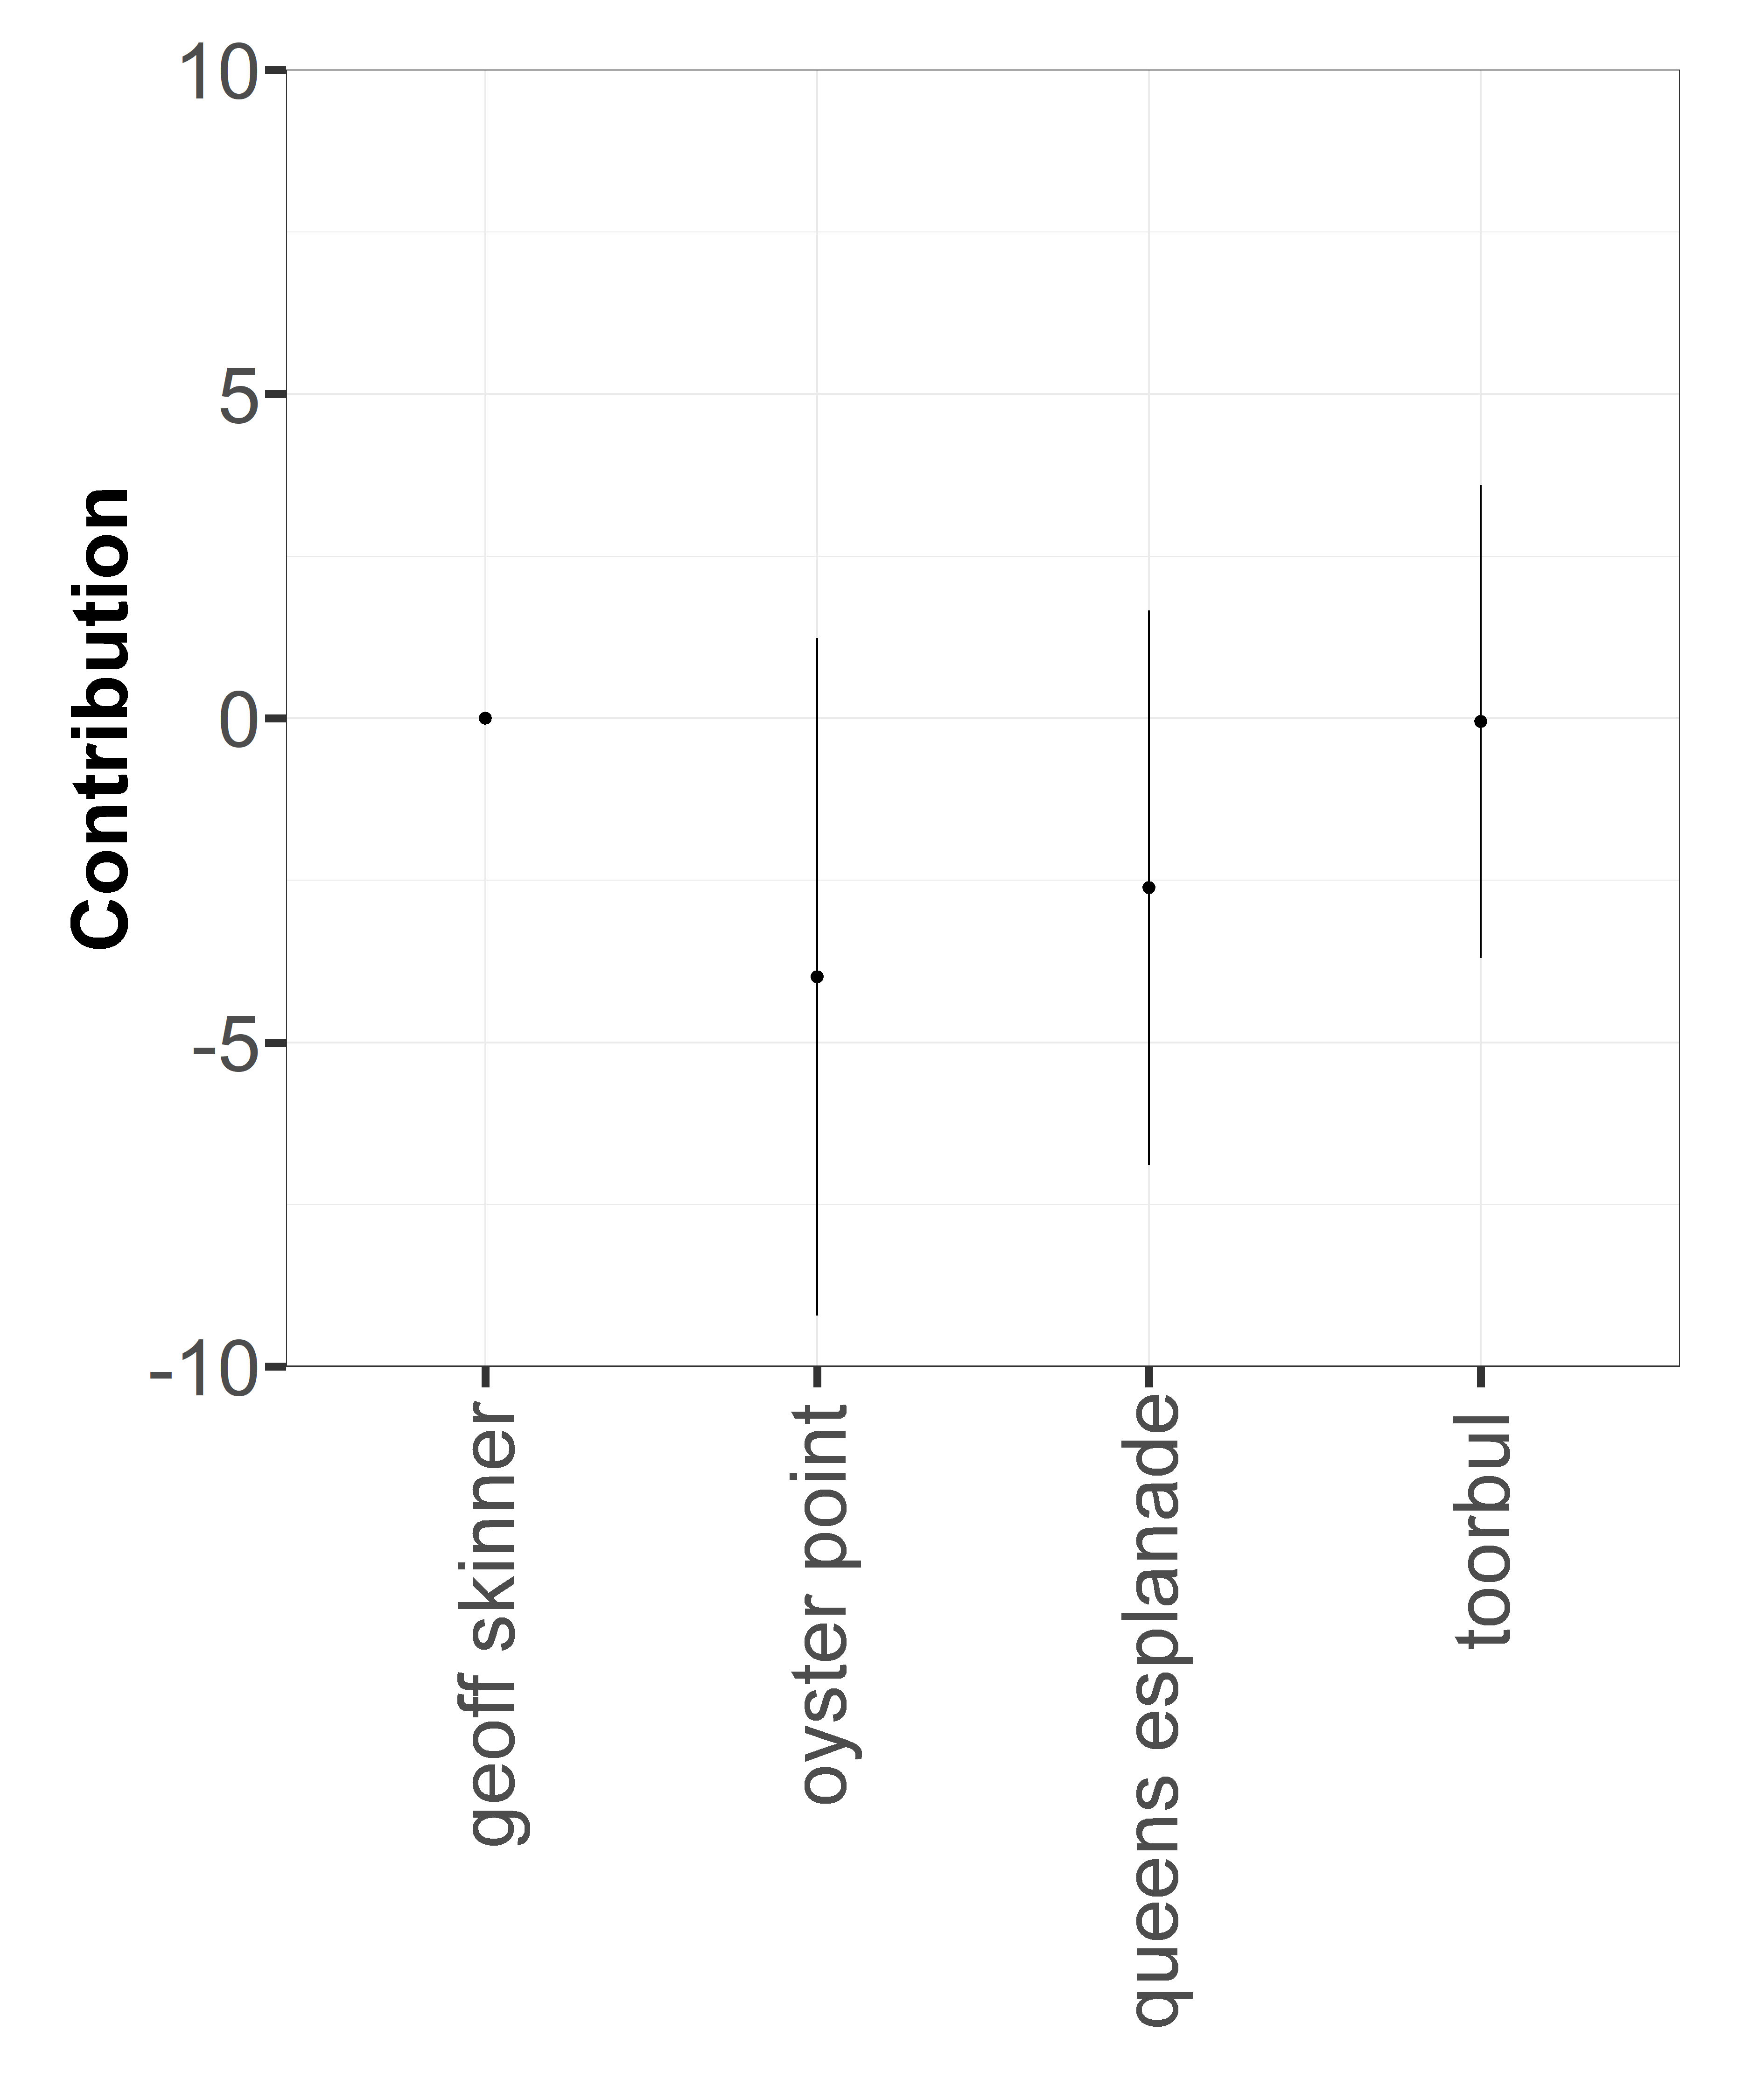 10
5
0
-5
-10
Contribution
geoff skinner
oyster point
queens esplanade
toorbul